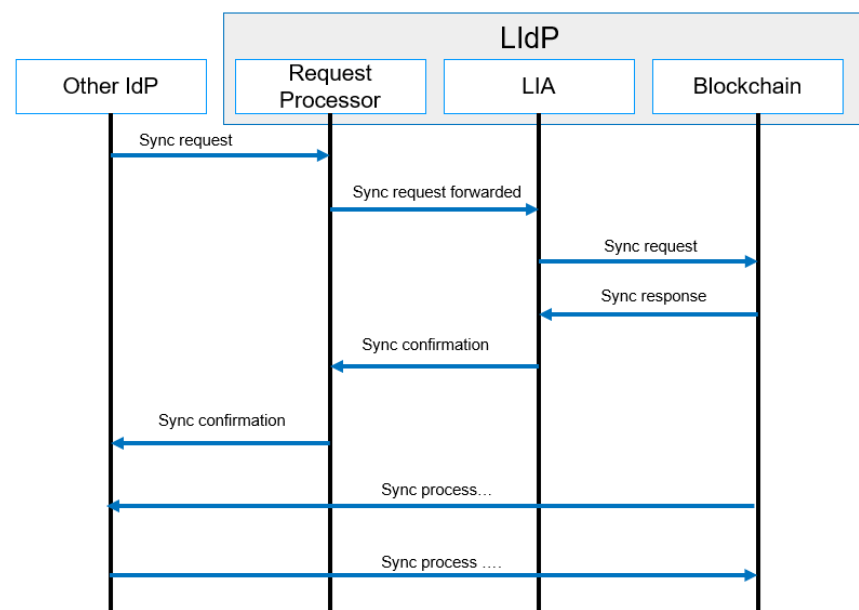 LIdP
Other IdP
Request
Processor
LIA
Blockchain
Sync request
Sync request forwarded
Sync request
Sync response
Sync confirmation
Sync confirmation
Sync process…
Sync process ….